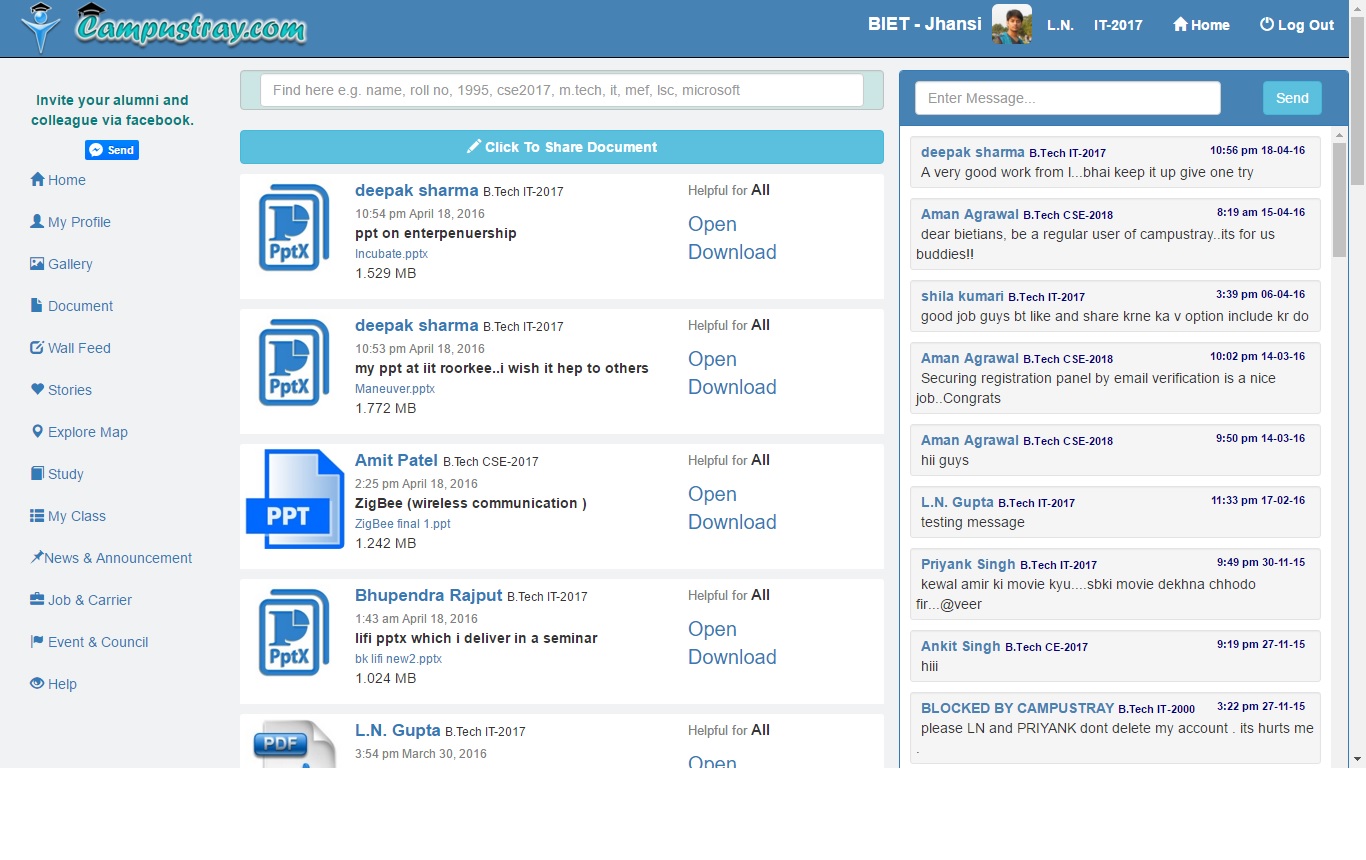 Campustray.com
BIET - Jhansi
L.N.
IT-2017
Home
Log Out
Invite your alumni and
colleague via facebook.
Send
Home
My Profile
Gallery
Document
Wall Feed
Stories
Explore Map
Study
My Class
News & Announcement
Job & Carrier
Event & Council
Help
Find here e.g. name, roll no, 1995, cse2017, m.tech, it, mef, lsc, microsoft
Click To Share Document
PptX
deepak sharma B.Tech IT-2017
10:54 pm April 18, 2016
ppt on enterpenuership
Incubate.pptx
1.529 MB
Helpful for All
Open
Download
PptX
deepak sharma B.Tech IT-2017
10:53 pm April 18, 2016
my ppt at iit roorkee..i wish it hep to others
Maneuver.pptx
1.772 MB
Helpful for All
Open
Download
PPT
Amit Patel B.Tech CSE-2017
2:25 pm April 18, 2016
ZigBee (wireless communication )
ZigBee final 1.ppt
1.242 MB
Helpful for All
Open
Download
PptX
Bhupendra Rajput B.Tech IT-2017
1:43 am April 18, 2016
lifi pptx which i deliver in a seminar
bk lifi new2.pptx
1.024 MB
Helpful for All
Open
Download
PDF
L.N. Gupta B.Tech IT-2017
3:54 pm March 30, 2016
Helpful for All
Open
Enter Message...
Send
deepak sharma B.Tech IT-2017 10:56 pm 18-04-16
A very good work from l...bhai keep it up give one try
Aman Agrawal B.Tech CSE-2018 8:19 am 15-04-16
dear bietians, be a regular user of campustray..its for us
buddies!!
shila kumari B.Tech IT-2017 3:39 pm 06-04-16
good job guys bt like and share krne ka v option include kr do
Aman Agrawal B.Tech CSE-2018 10:02 pm 14-03-16
Securing registration panel by email verification is a nice
job..Congrats
Aman Agrawal B.Tech CSE-2018 9:50 pm 14-03-16
hii guys
L.N. Gupta B.Tech IT-2017 11:33 pm 17-02-16
testing message
Priyank Singh B.Tech IT-2017 9:49 pm 30-11-15
kewal amir ki movie kyu....sbki movie dekhna chhodo
fir...@veer
Ankit Singh B.Tech CE-2017 9:19 pm 27-11-15
hiii
BLOCKED BY CAMPUSTRAY B.Tech IT-2000 3:22 pm 27-11-15
please LN and PRIYANK dont delete my account . its hurts me
.